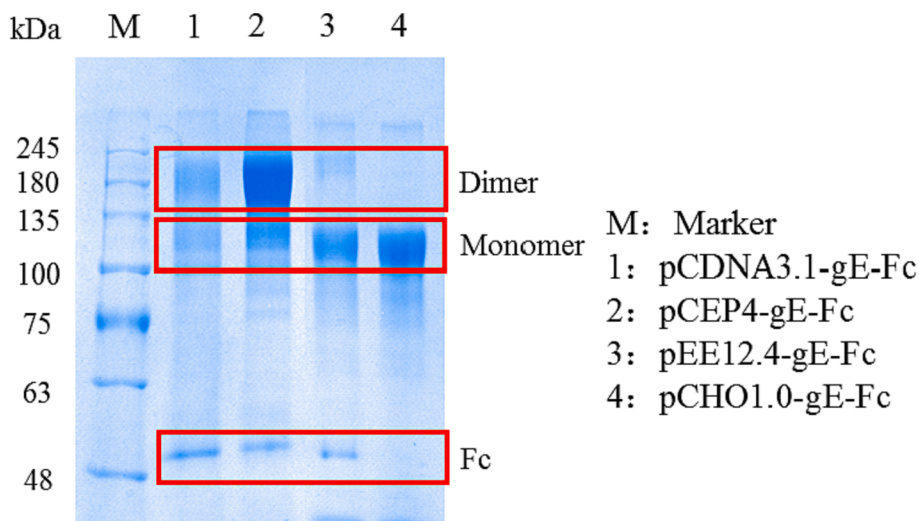 kDa M 1 2 3 4
245
180
135
100
75
63
48
Dimer
Monomer
Fc
M：Marker
1：pCDNA3.1-gE-Fc
2：pCEP4-gE-Fc
3：pEE12.4-gE-Fc
4：pCHO1.0-gE-Fc